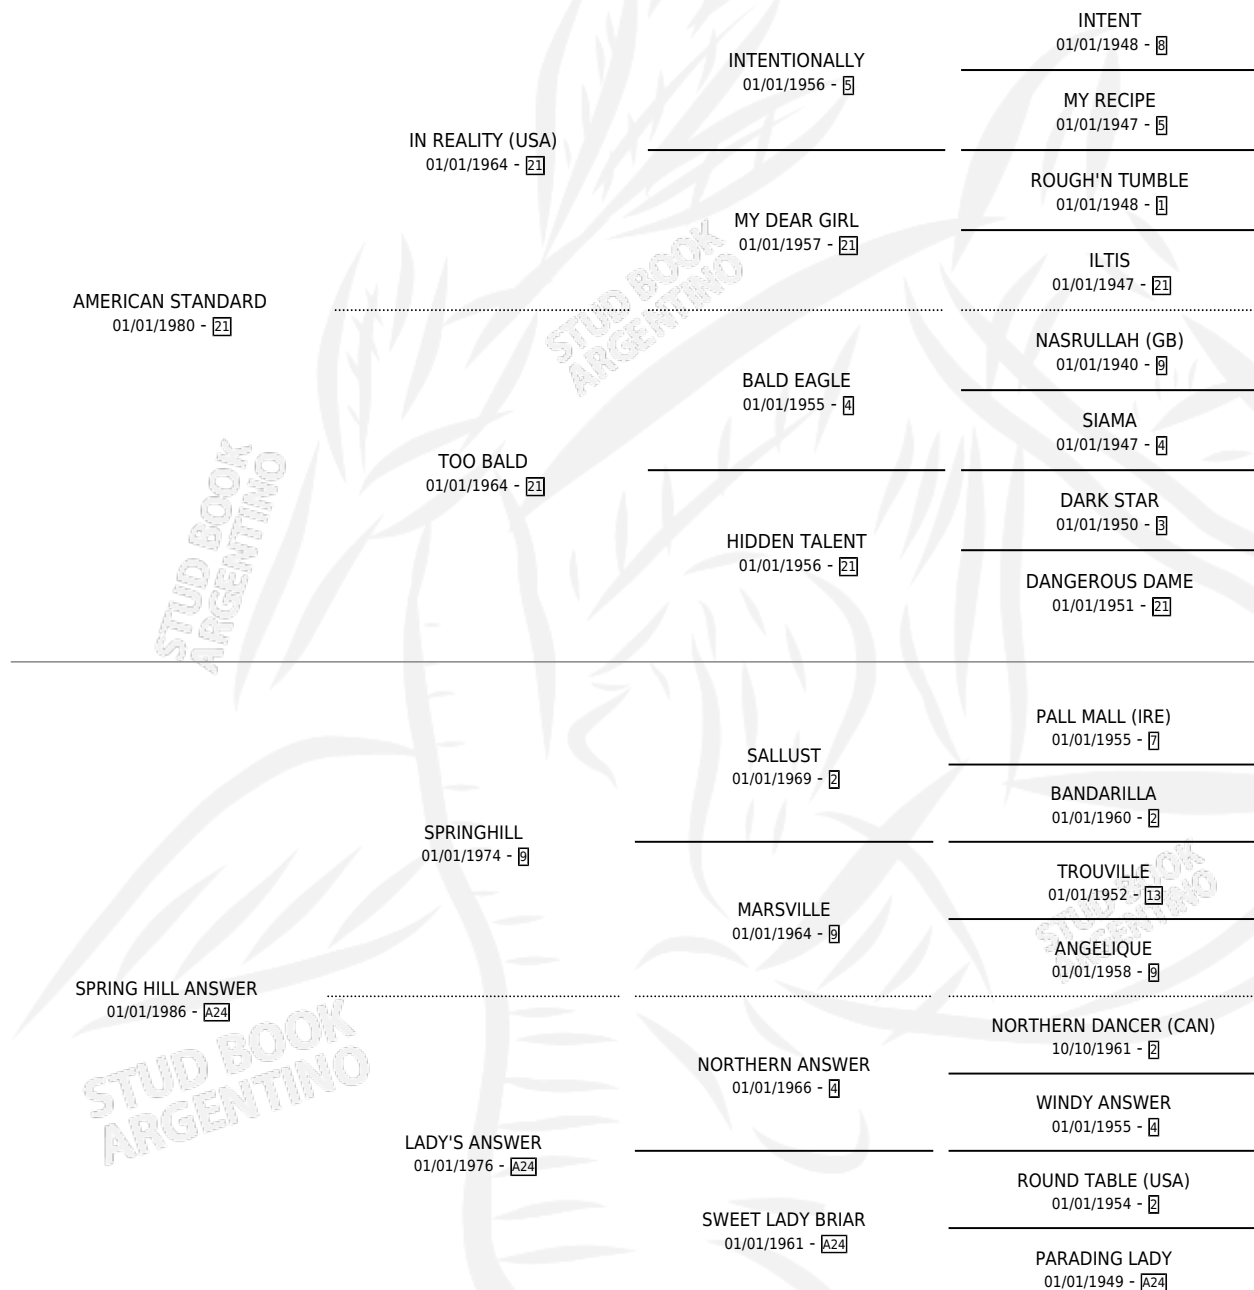 INTENT
01/01/1948 - 8
INTENTIONALLY
01/01/1956 - 5
MY RECIPE
01/01/1947 - 5
IN REALITY (USA)
01/01/1964 - 21
ROUGH'N TUMBLE
01/01/1948 - 1
MY DEAR GIRL
01/01/1957 - 21
ILTIS
01/01/1947 - 21
AMERICAN STANDARD
01/01/1980 - 21
STUD BOOK
ARGENTINO
NASRULLAH (GB)
01/01/1940 - 9
BALD EAGLE
01/01/1955 - 4
SIAMA
01/01/1947 - 4
TOO BALD
01/01/1964 - 21
DARK STAR
01/01/1950 - 3
HIDDEN TALENT
01/01/1956 - 21
DANGEROUS DAME
01/01/1951 - 21
STUD BOOK
ARGENTINO
PALL MALL (IRE)
01/01/1955 - 7
SALLUST
01/01/1969 - 2
BANDARILLA
01/01/1960 - 2
SPRINGHILL
01/01/1974 - 9
TROUVILLE
01/01/1952 - 13
MARSVILLE
01/01/1964 - 9
STUD BOOK
ARGENTINO
ANGELIQUE
01/01/1958 - 9
SPRING HILL ANSWER
01/01/1986 - A24
NORTHERN DANCER (CAN)
10/10/1961 - 2
NORTHERN ANSWER
01/01/1966 - 4
WINDY ANSWER
01/01/1955 - 4
STUD BOOK
ARGENTINO
LADY'S ANSWER
01/01/1976 - A24
ROUND TABLE (USA)
01/01/1954 - 2
SWEET LADY BRIAR
01/01/1961 - A24
PARADING LADY
01/01/1949 - A24